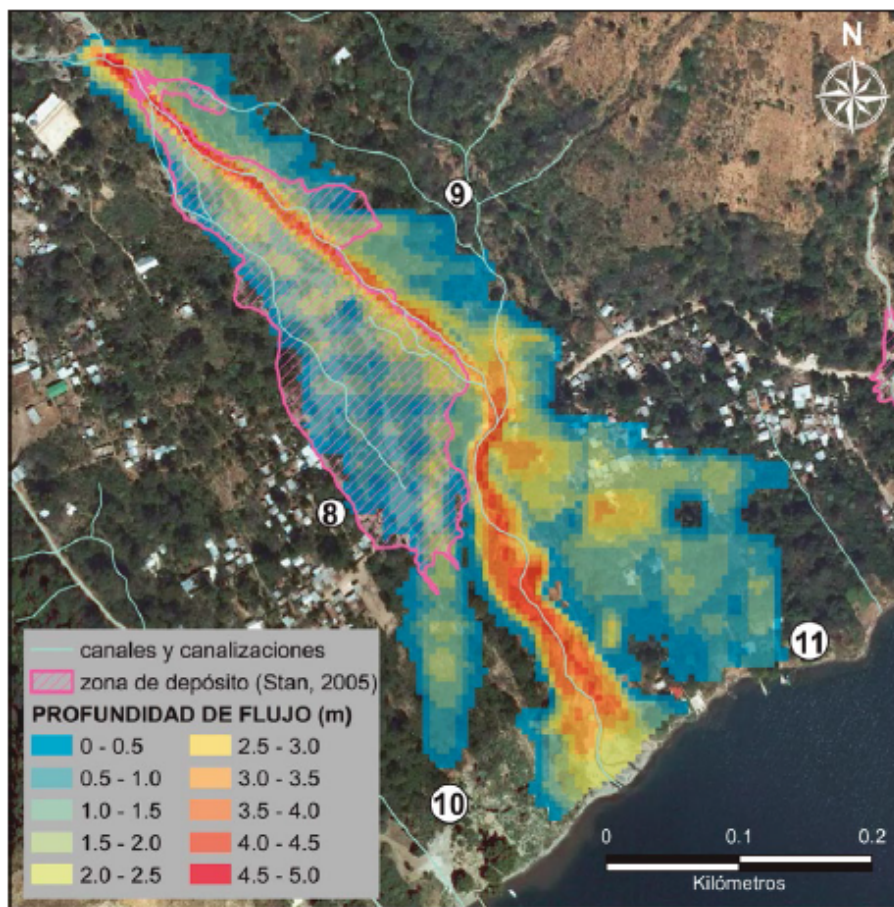 N
9
8
11
10
canales y canalizaciones
zona de depósito (Stan, 2005)
PROFUNDIDAD DE FLUJO (m)
0 - 0.5
2.5 - 3.0
0.5 - 1.0
3.0 - 3.5
1.0 - 1.5
3.5 - 4.0
1.5 - 2.0
4.0 - 4.5
2.0 - 2.5
4.5 - 5.0
0 0.1 0.2
Kilómetros